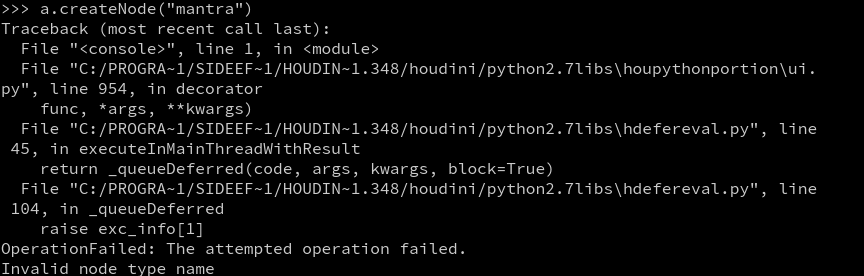 >>> a.createNode("mantra")
Traceback (most recent call last):
  File "<console>", line 1, in <module>
  File "C:/PROGRA~1/SIDEEF~1/HOUDIN~1.348/houdini/python2.7libs\houpythonportion\ui.
py", line 954, in decorator
    func, *args, **kwargs)
  File "C:/PROGRA~1/SIDEEF~1/HOUDIN~1.348/houdini/python2.7libs\hdefereval.py", line
 45, in executeInMainThreadWithResult
    return _queueDeferred(code, args, kwargs, block=True)
  File "C:/PROGRA~1/SIDEEF~1/HOUDIN~1.348/houdini/python2.7libs\hdefereval.py", line
 104, in _queueDeferred
    raise exc_info[1]
OperationFailed: The attempted operation failed.
Invalid node type name